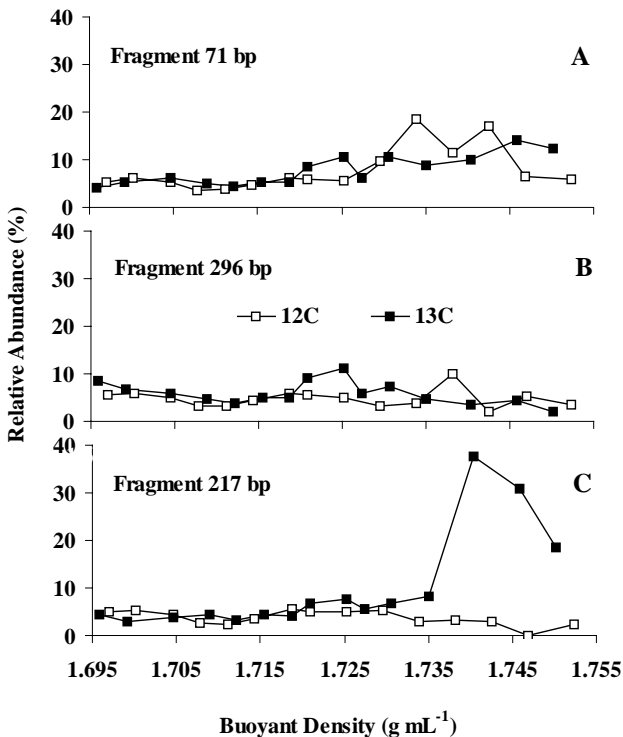 40
Fragment 71 bp
A
30
20
10
0
40
Fragment 296 bp
B
30
12C
13C
20
10
0
40
Fragment 217 bp
C
30
20
10
0
Relative Abundance (%)
1.695 1.705 1.715 1.725 1.735 1.745 1.755
Buoyant Density (g mL-1)